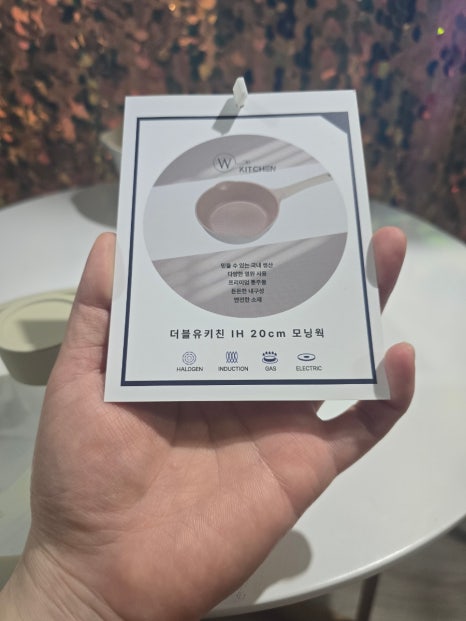 W
KITCHEN
믿을 수 있는 국내 생산
다양한 열원 사용
프리미엄 통주물
튼튼한 내구성
안전한 소재
더블유키친 IH 20cm 모닝웍
HALOGEN INDUCTION GAS ELECTRIC